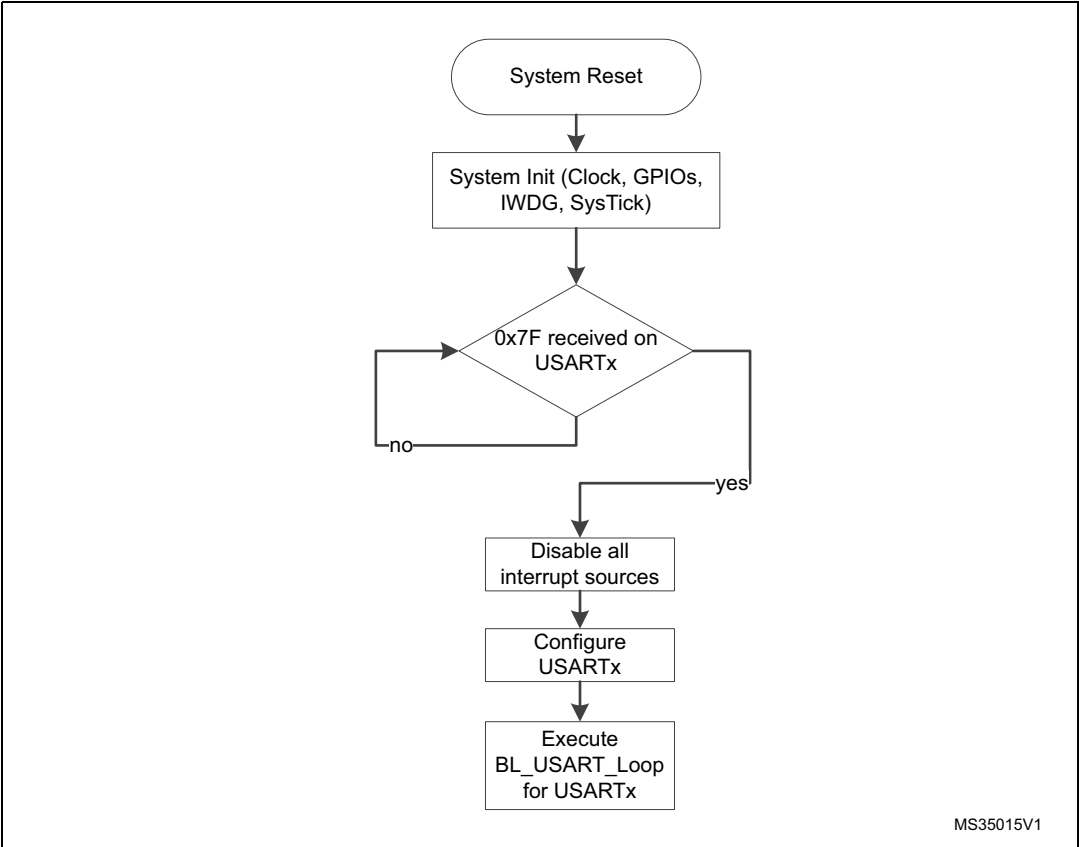 System Reset
System Init (Clock, GPIOs,
IWDG, SysTick)
0x7F received on
USARTx
no
yes
Disable all
interrupt sources
Configure
USARTx
Execute
BL_USART_Loop
for USARTx
MS35015V1